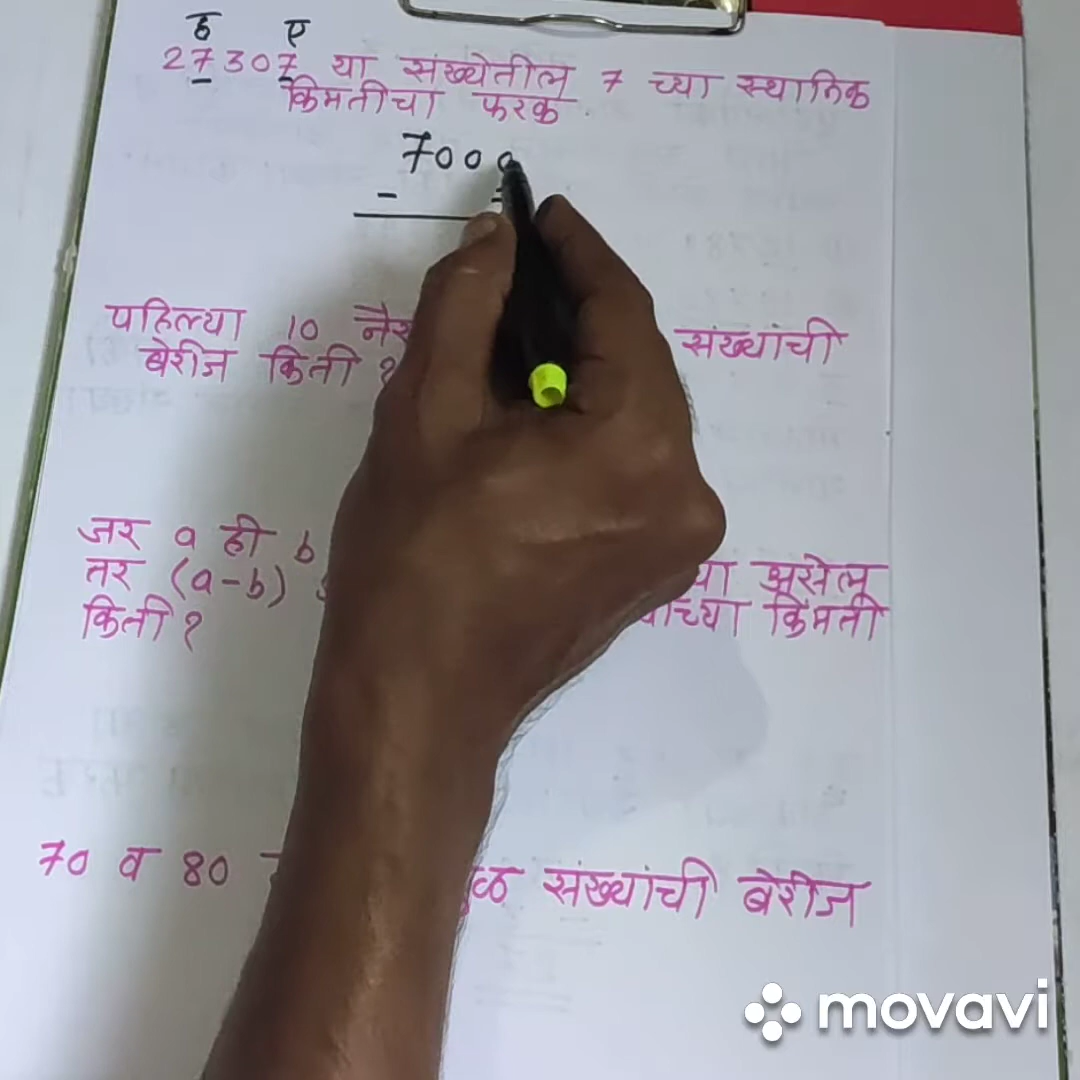 ह ए
27307 या संख्येतील 7 च्या स्थानिक
किंमतीचा फरक
7000
-
पहिल्या 10 संख्यांची
बेरीज किती ?
जर a ही b असेल
तर (a-b) किंमती
किती ?
70 व 80 संख्यांची बेरीज
movavi